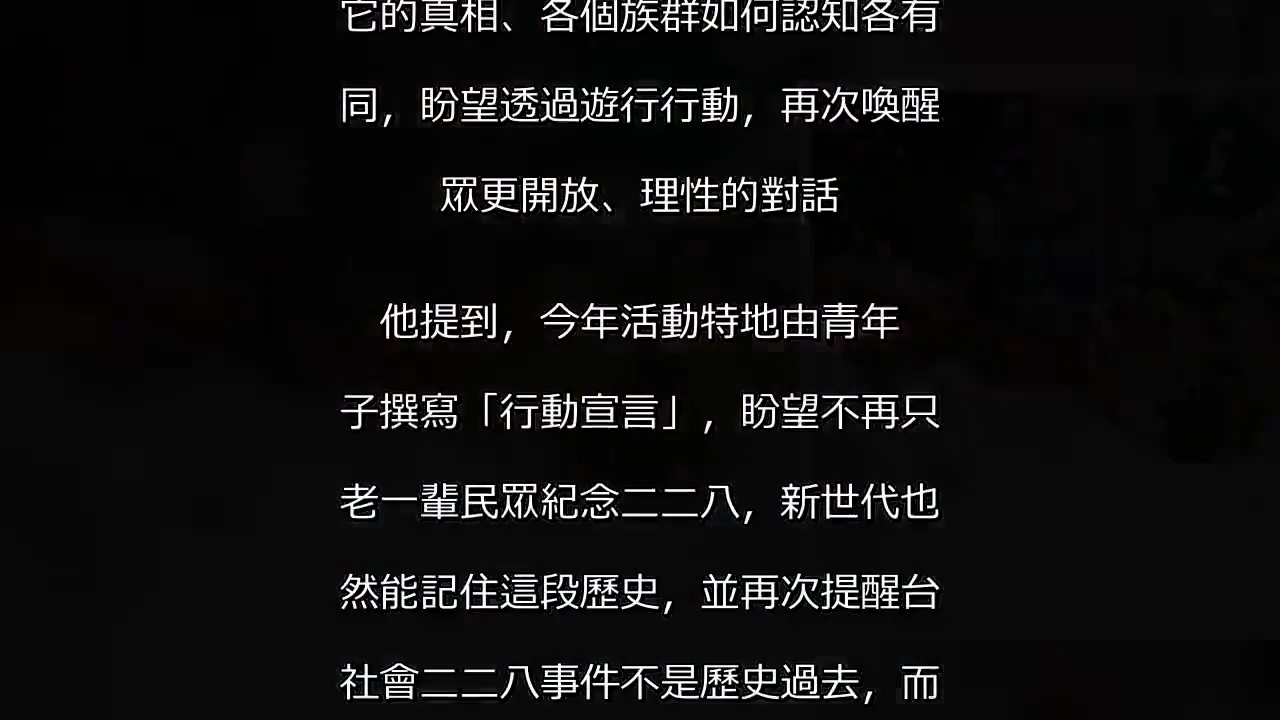 它的真相、各個族群如何認知各有
同，盼望透過遊行行動，再次喚醒
眾更開放、理性的對話
他提到，今年活動特地由青年
子撰寫「行動宣言」，盼望不再只
老一輩民眾紀念二二八，新世代也
然能記住這段歷史，並再次提醒台
社會二二八事件不是歷史過去，而